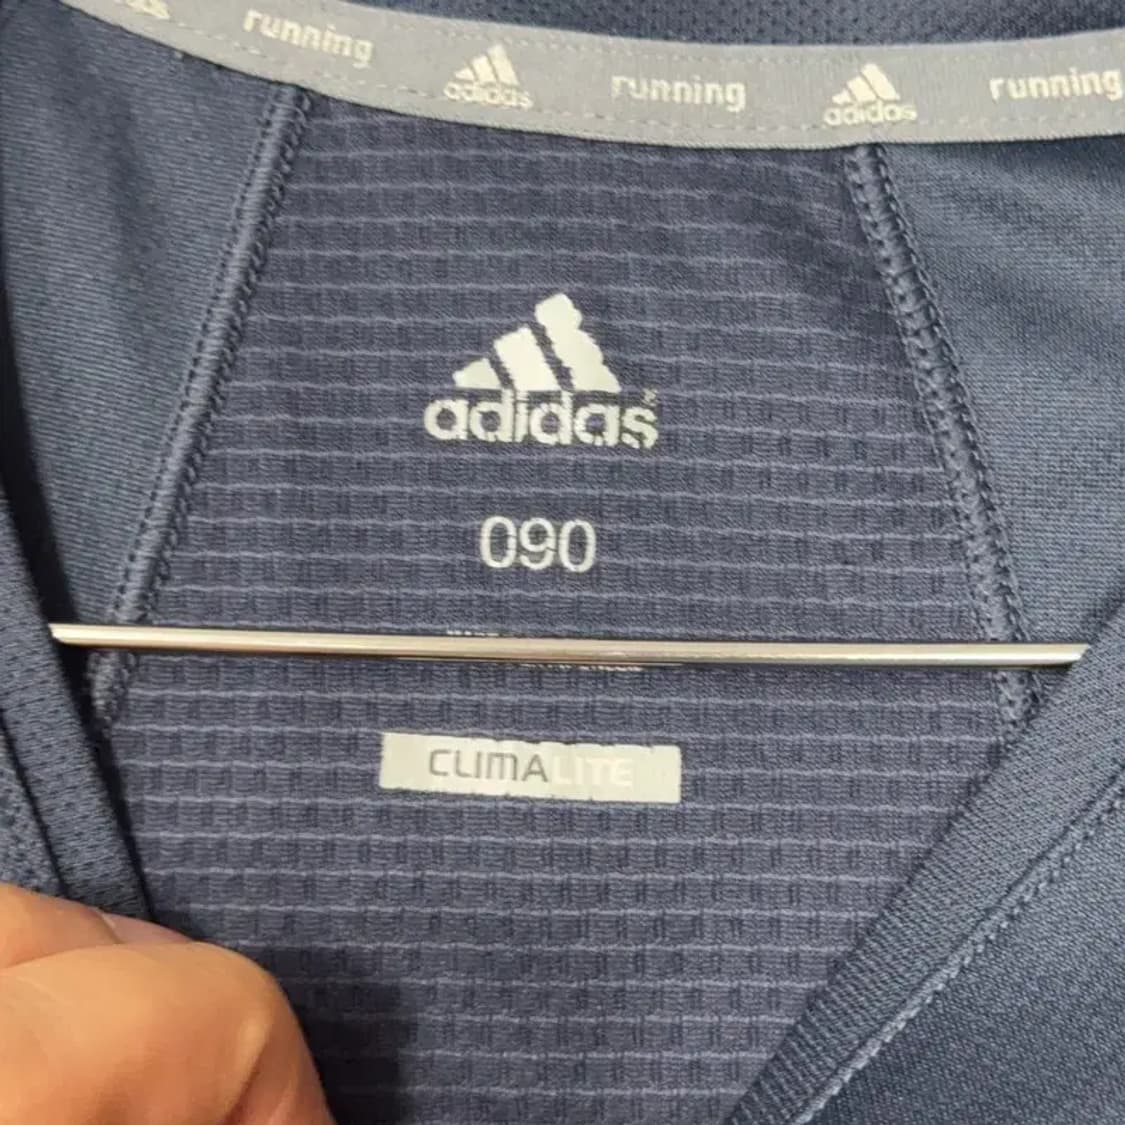 running adidas running adidas running
adidas
090
CLIMALITE